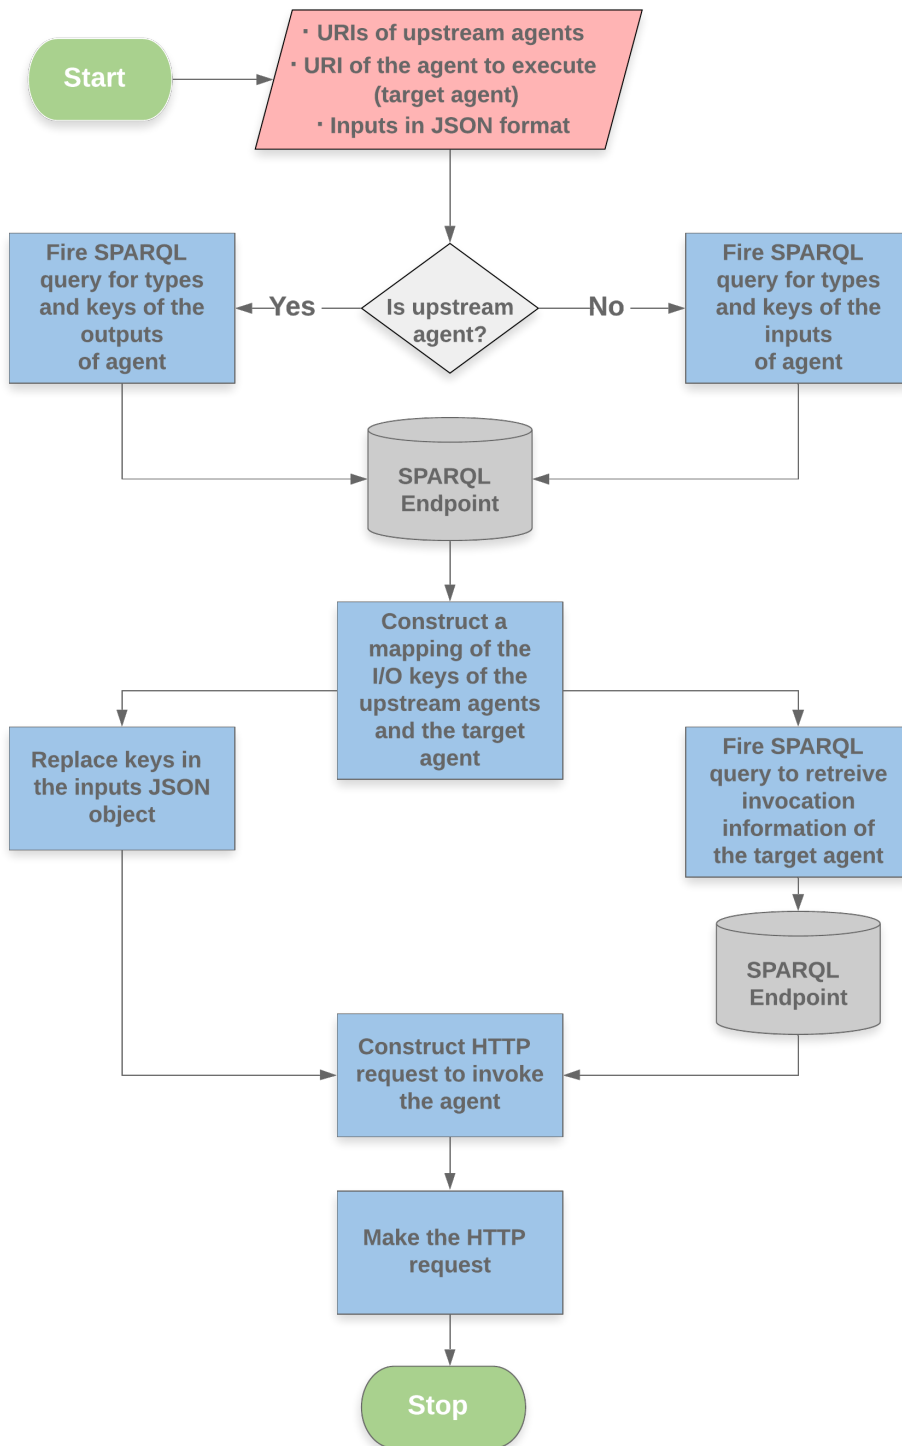 Start
· URIs of upstream agents
· URI of the agent to execute
(target agent)
· Inputs in JSON format
Fire SPARQL
query for types
and keys of the
outputs
of agent
Yes
Is upstream
agent?
No
Fire SPARQL
query for types
and keys of the
inputs
of agent
SPARQL
Endpoint
Construct a
mapping of the
I/O keys of the
upstream agents
and the target
agent
Replace keys in
the inputs JSON
object
Fire SPARQL
query to retreive
invocation
information of
the target agent
SPARQL
Endpoint
Construct HTTP
request to invoke
the agent
Make the HTTP
request
Stop